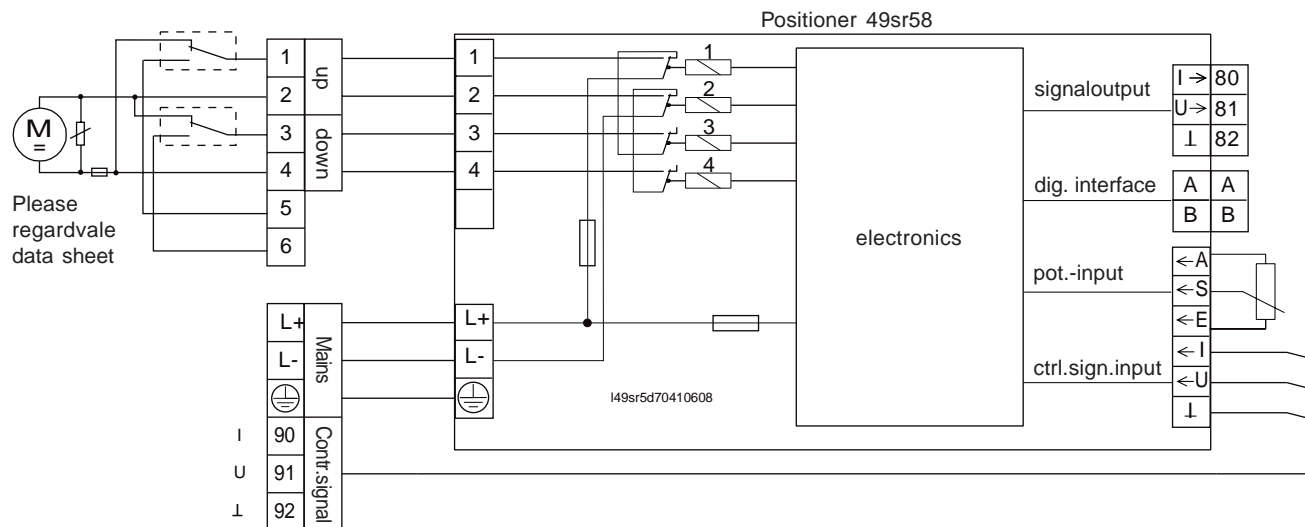 Positioner 49sr58
M
=
Please
regardvale
data sheet
1
2
3
4
5
6
up
down
1
2
3
4
1
2
3
4
electronics
signaloutput
dig. interface
pot.-input
ctrl.sign.input
I → 80
U→ 81
⊥ 82
A A
B B
←A
←S
←E
←I
←U
⊥
L+
L-
Mains
L+
L-
l49sr5d70410608
I 90
U 91
⊥ 92
Contr.signal